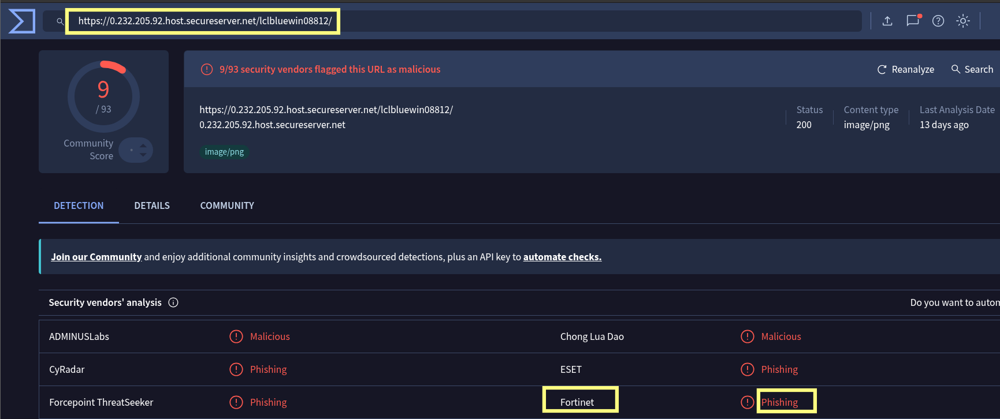 https://0.232.205.92.host.secureserver.net/lclbluewin08812/
9
/ 93
Community
Score
9/93 security vendors flagged this URL as malicious
Reanalyze
Search
https://0.232.205.92.host.secureserver.net/lclbluewin08812/
0.232.205.92.host.secureserver.net
image/png
Status
200
Content type
image/png
Last Analysis Date
13 days ago
DETECTION
DETAILS
COMMUNITY
Join our Community and enjoy additional community insights and crowdsourced detections, plus an API key to automate checks.
Security vendors' analysis
Do you want to autom
ADMINUSLabs
Malicious
Chong Lua Dao
Malicious
CyRadar
Phishing
ESET
Phishing
Forcepoint ThreatSeeker
Phishing
Fortinet
Phishing